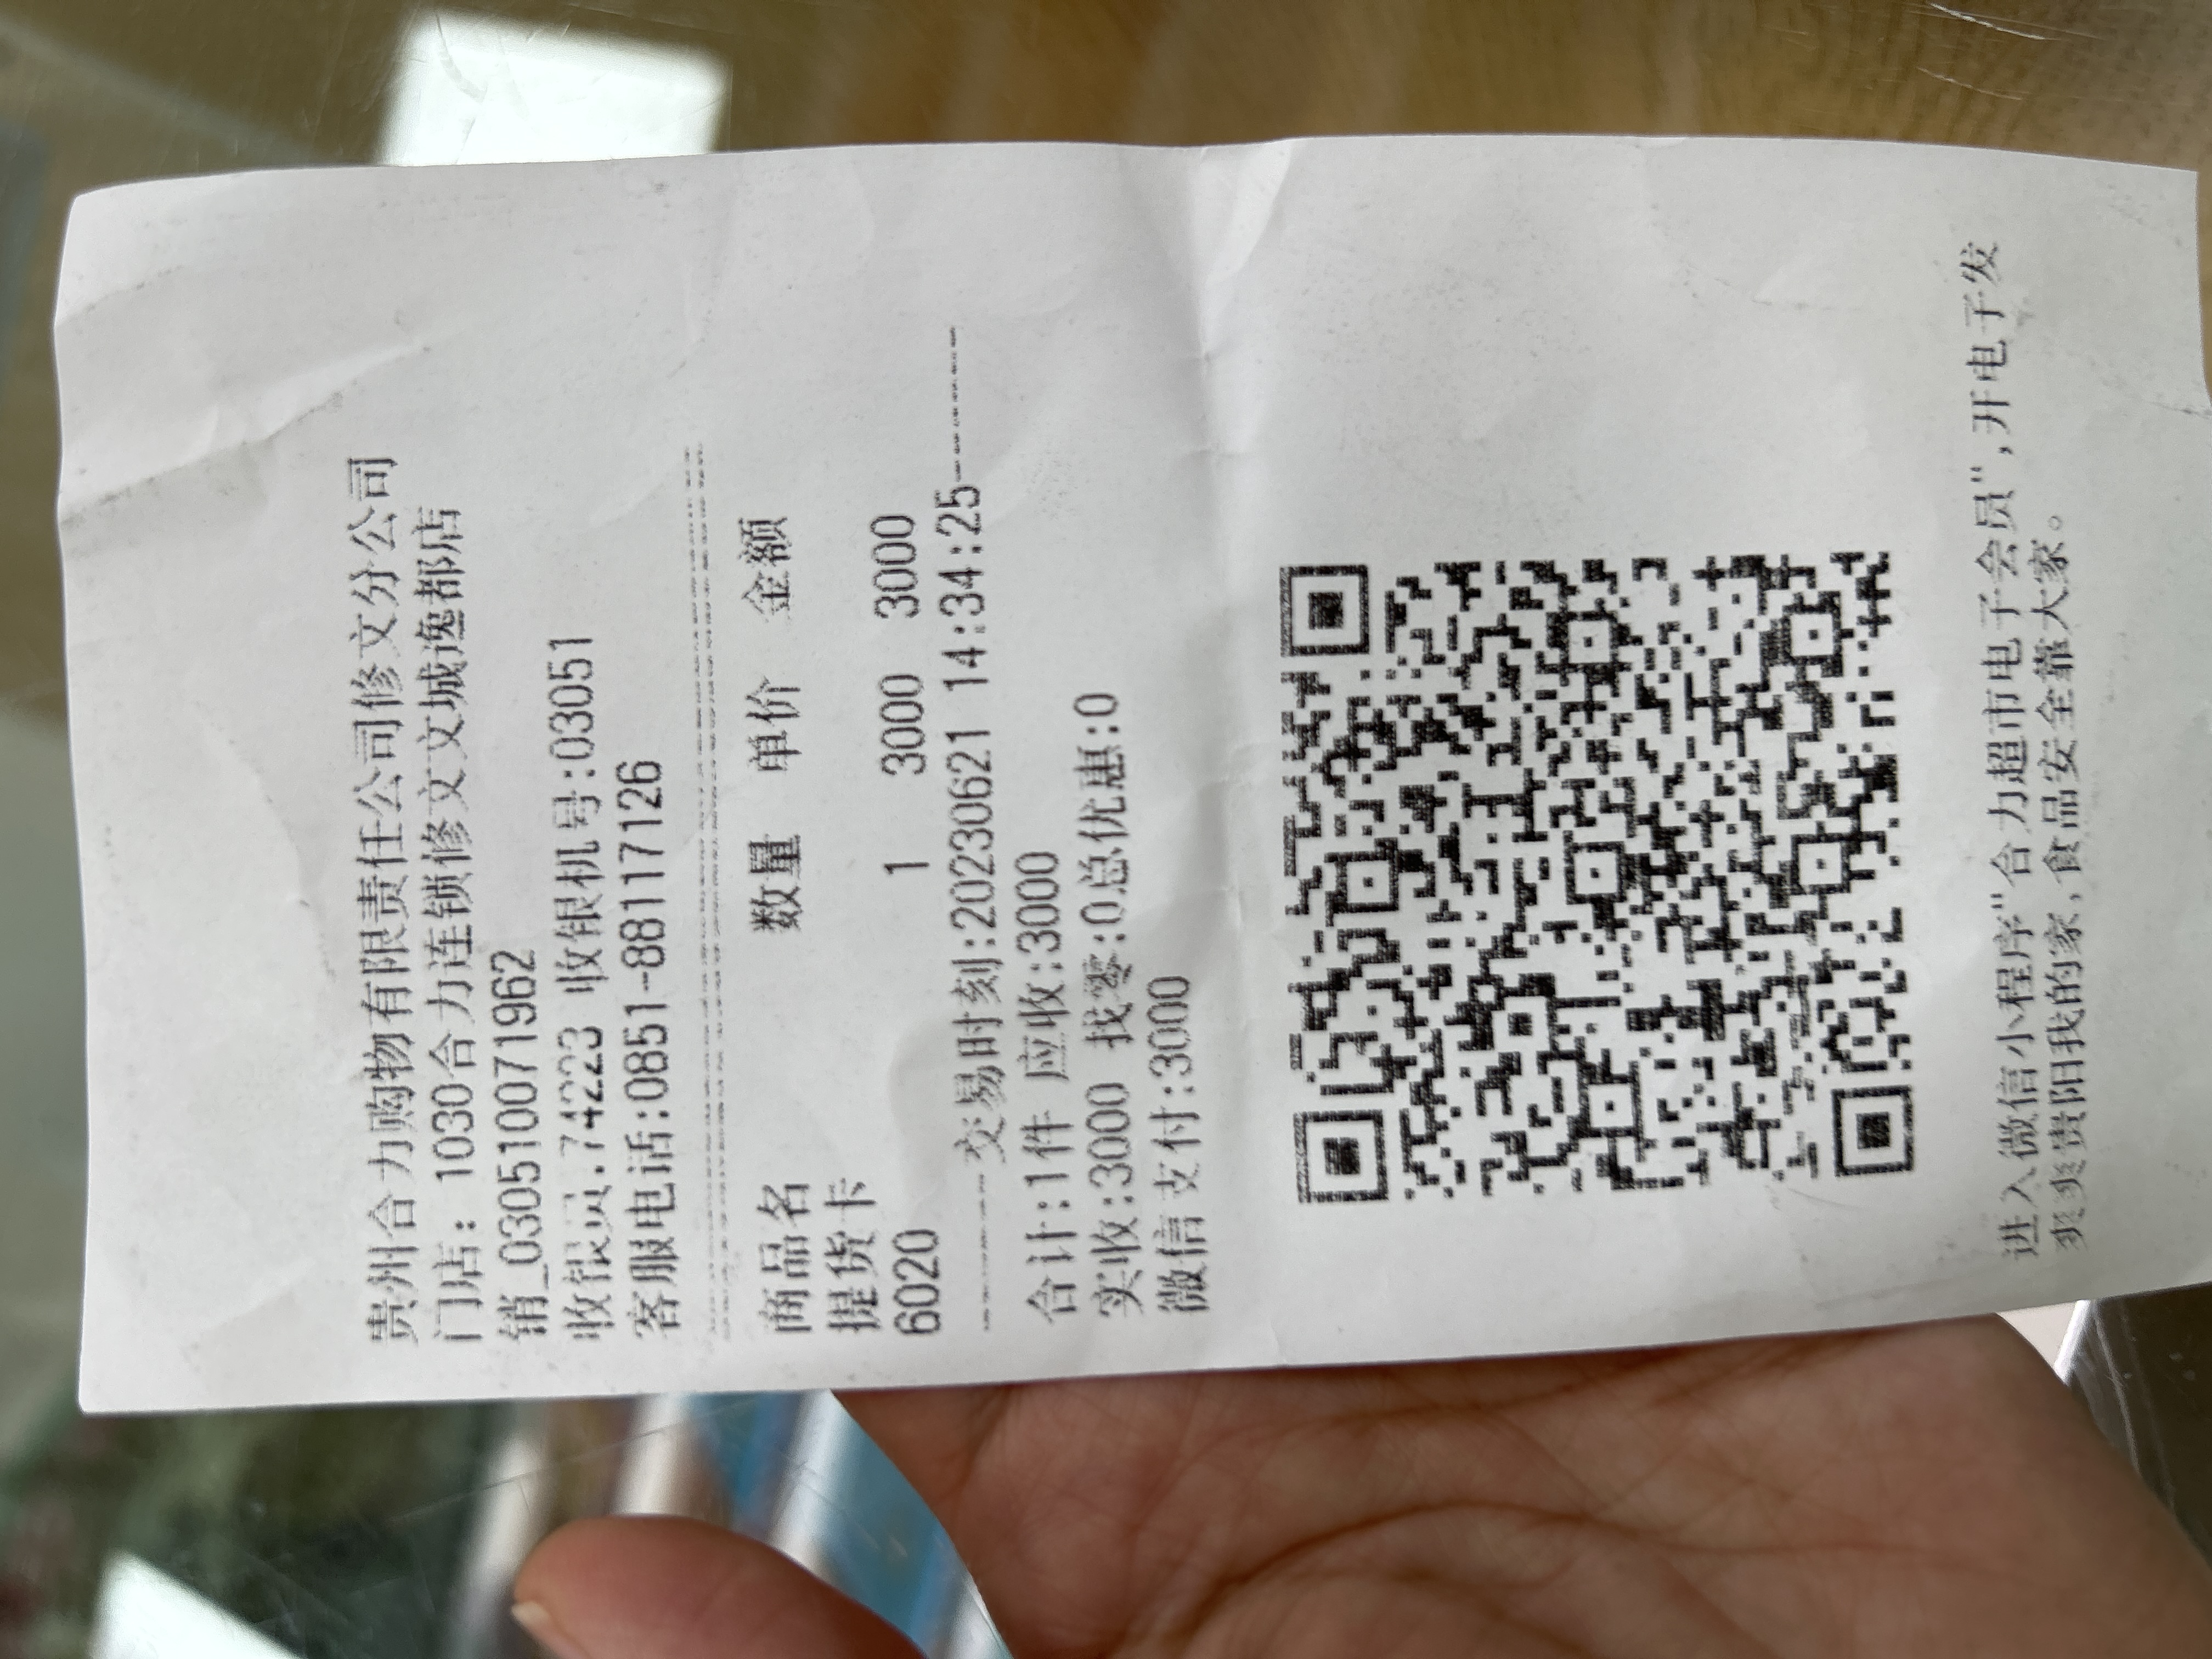 贵州合力购物有限责任公司修文分公司
门店：1030合力连锁修文文城逸都店
销_030510071962
收银员:74223 收银机号:03051
客服电话:0851-88117126
商品名 数量 单价 金额
提货卡
6020 1 3000 3000
------交易时刻:20230621 14:34:25------
合计:1件 应收:3000
实收:3000 找零:0总优惠:0
微信支付:3000
进入微信小程序"合力超市电子会员",开电子发
爽爽贵阳我的家,食品安全靠大家。